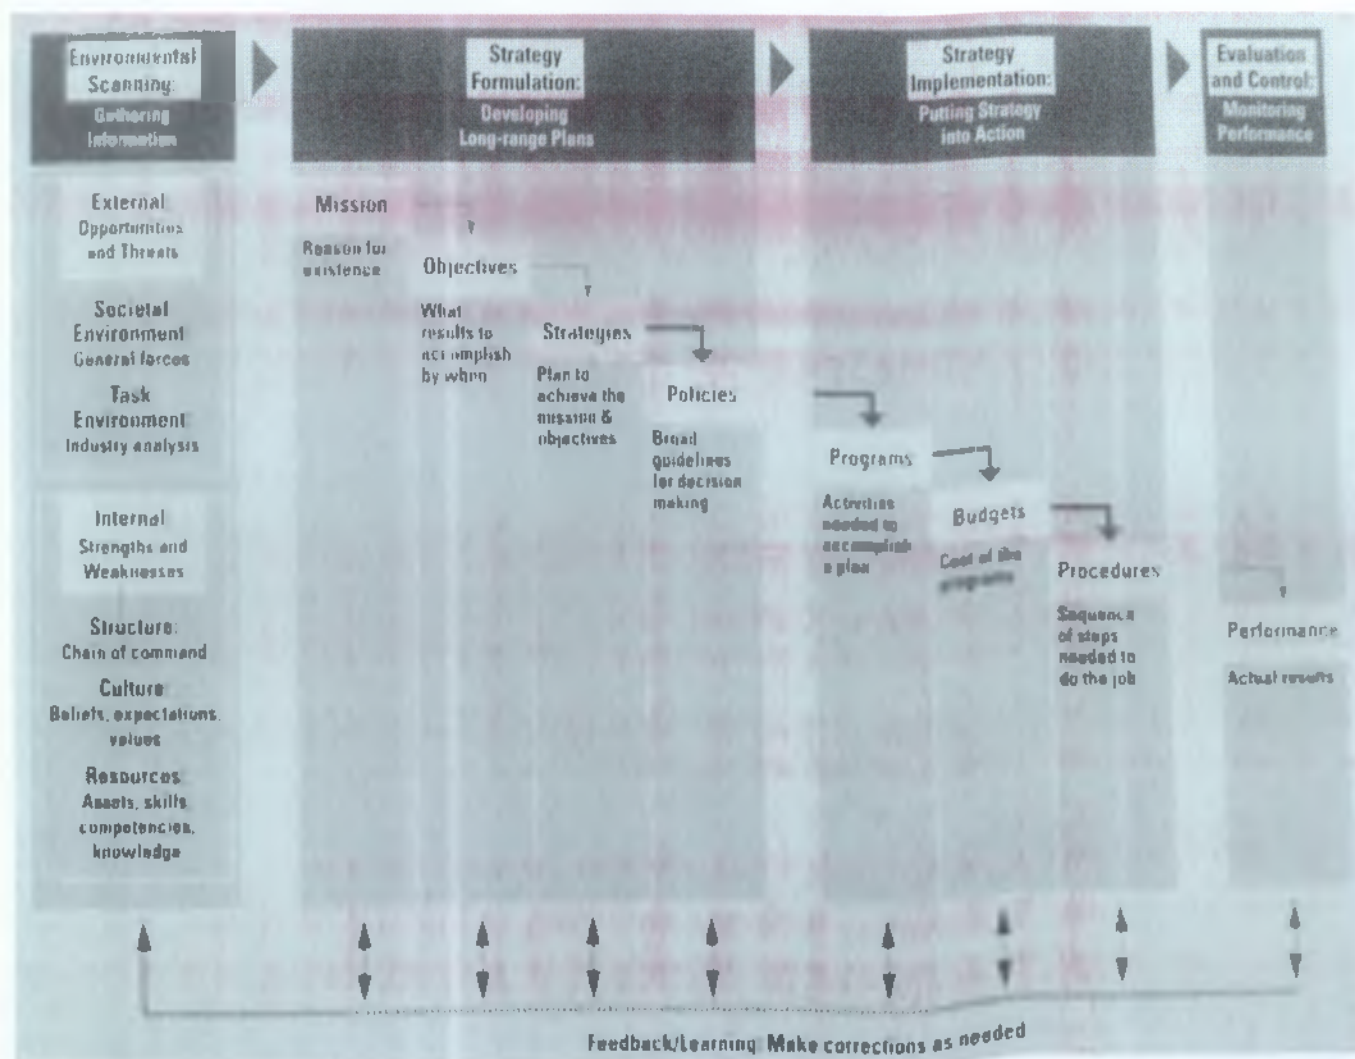 Environmental
Scanning:
Gathering
Information
Strategy
Formulation:
Developing
Long-range Plans
Strategy
Implementation:
Putting Strategy
into Action
Evaluation
and Control:
Monitoring
Performance
External
Opportunities
and Threats
Societal
Environment
General forces
Task
Environment
Industry analysis
Internal
Strengths and
Weaknesses
Structure:
Chain of command
Culture
Beliefs, expectations,
values
Resources
Assets, skills
competencies,
knowledge
Mission
Reason for
existence
Objectives
What
results to
accomplish
by when
Strategies
Plan to
achieve the
mission &
objectives
Policies
Broad
guidelines
for decision
making
Programs
Activities
needed to
accomplish
a plan
Budgets
Cost of the
programs
Procedures
Sequence
of steps
needed to
do the job
Performance
Actual results
Feedback/Learning Make corrections as needed